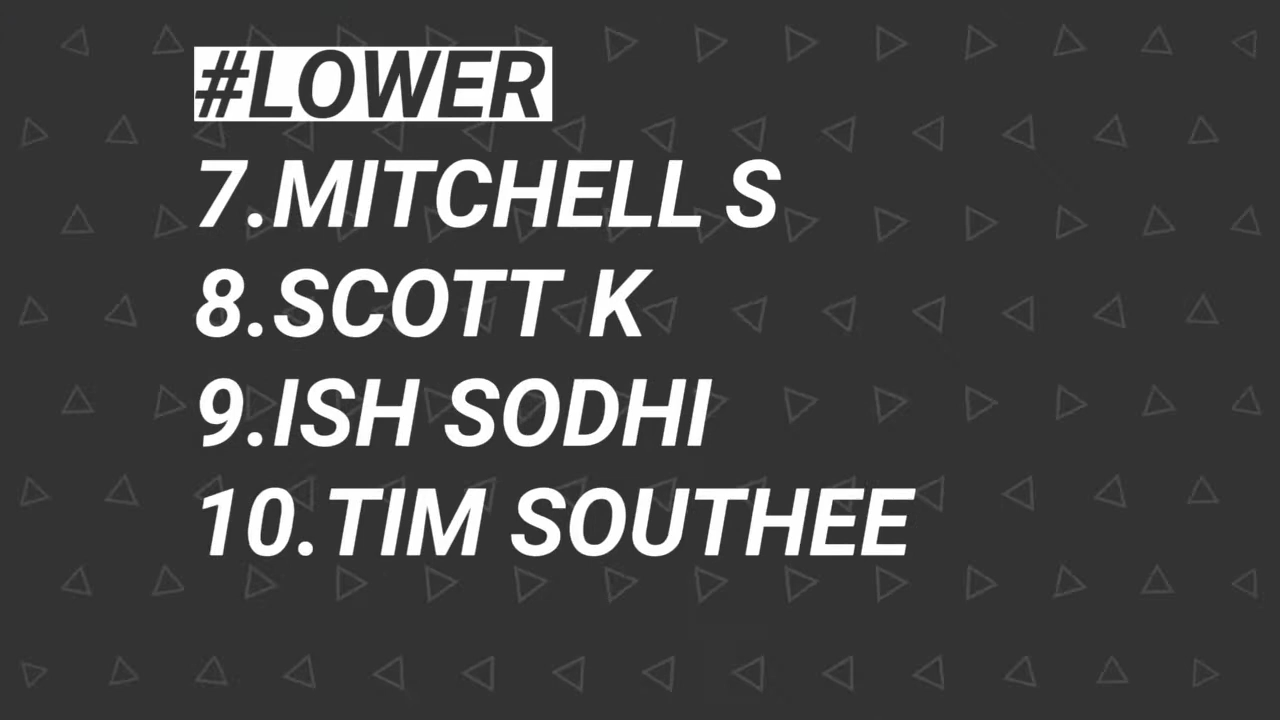 #LOWER
7.MITCHELL S
8.SCOTT K
9.ISH SODHI
10.TIM SOUTHEE